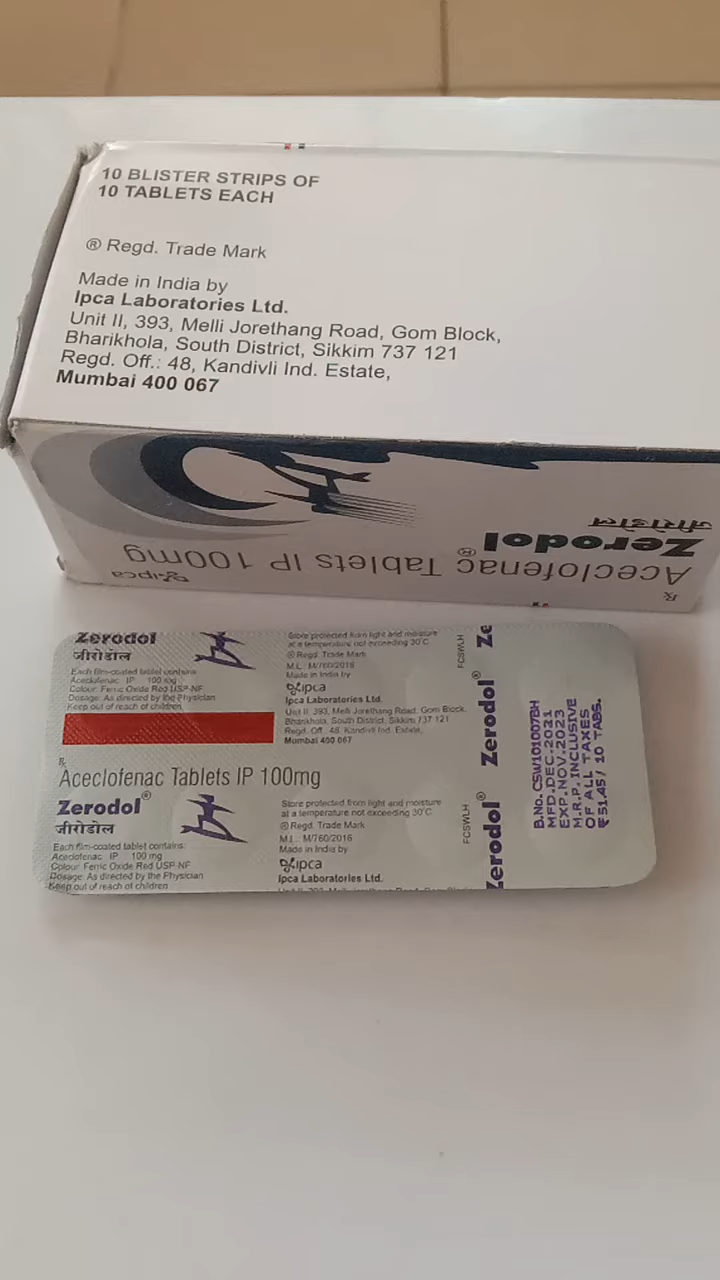 10 BLISTER STRIPS OF
10 TABLETS EACH
® Regd. Trade Mark
Made in India by
Ipca Laboratories Ltd.
Unit II, 393, Melli Jorethang Road, Gom Block,
Bharikhola, South District, Sikkim 737 121
Regd. Off.: 48, Kandivli Ind. Estate,
Mumbai 400 067
Rx
Aceclofenac Tablets IP 100mg
Zerodol®
जीरोडोल
ipca
Zerodol
जीरोडोल
Each film-coated tablet contains
Aceclofenac IP 100 mg
Colour: Ferric Oxide Red USP-NF
Dosage: As directed by the Physician
Keep out of reach of children
Store protected from light and moisture
at a temperature not exceeding 30°C
® Regd. Trade Mark
M.L. M/760/2016
Made in India by
ipca
Ipca Laboratories Ltd.
Unit II, 393, Melli Jorethang Road, Gom Block,
Bharikhola, South District, Sikkim 737 121
Regd. Off.: 48, Kandivli Ind. Estate,
Mumbai 400 067
Rx
Aceclofenac Tablets IP 100mg
Zerodol®
जीरोडोल
Each film-coated tablet contains:
Aceclofenac IP 100 mg
Colour: Ferric Oxide Red USP-NF
Dosage: As directed by the Physician
Keep out of reach of children
Store protected from light and moisture
at a temperature not exceeding 30°C
® Regd. Trade Mark
M.L. M/760/2016
Made in India by
ipca
Ipca Laboratories Ltd.
FCSWLH
FCSWLH
Zerodol® Ze
Zerodol®
B.No. CSW101007BH
MFD.DEC.2021
EXP.NOV.2023
M.R.P. INCLUSIVE
OF ALL TAXES
₹51.45/ 10 TABS.